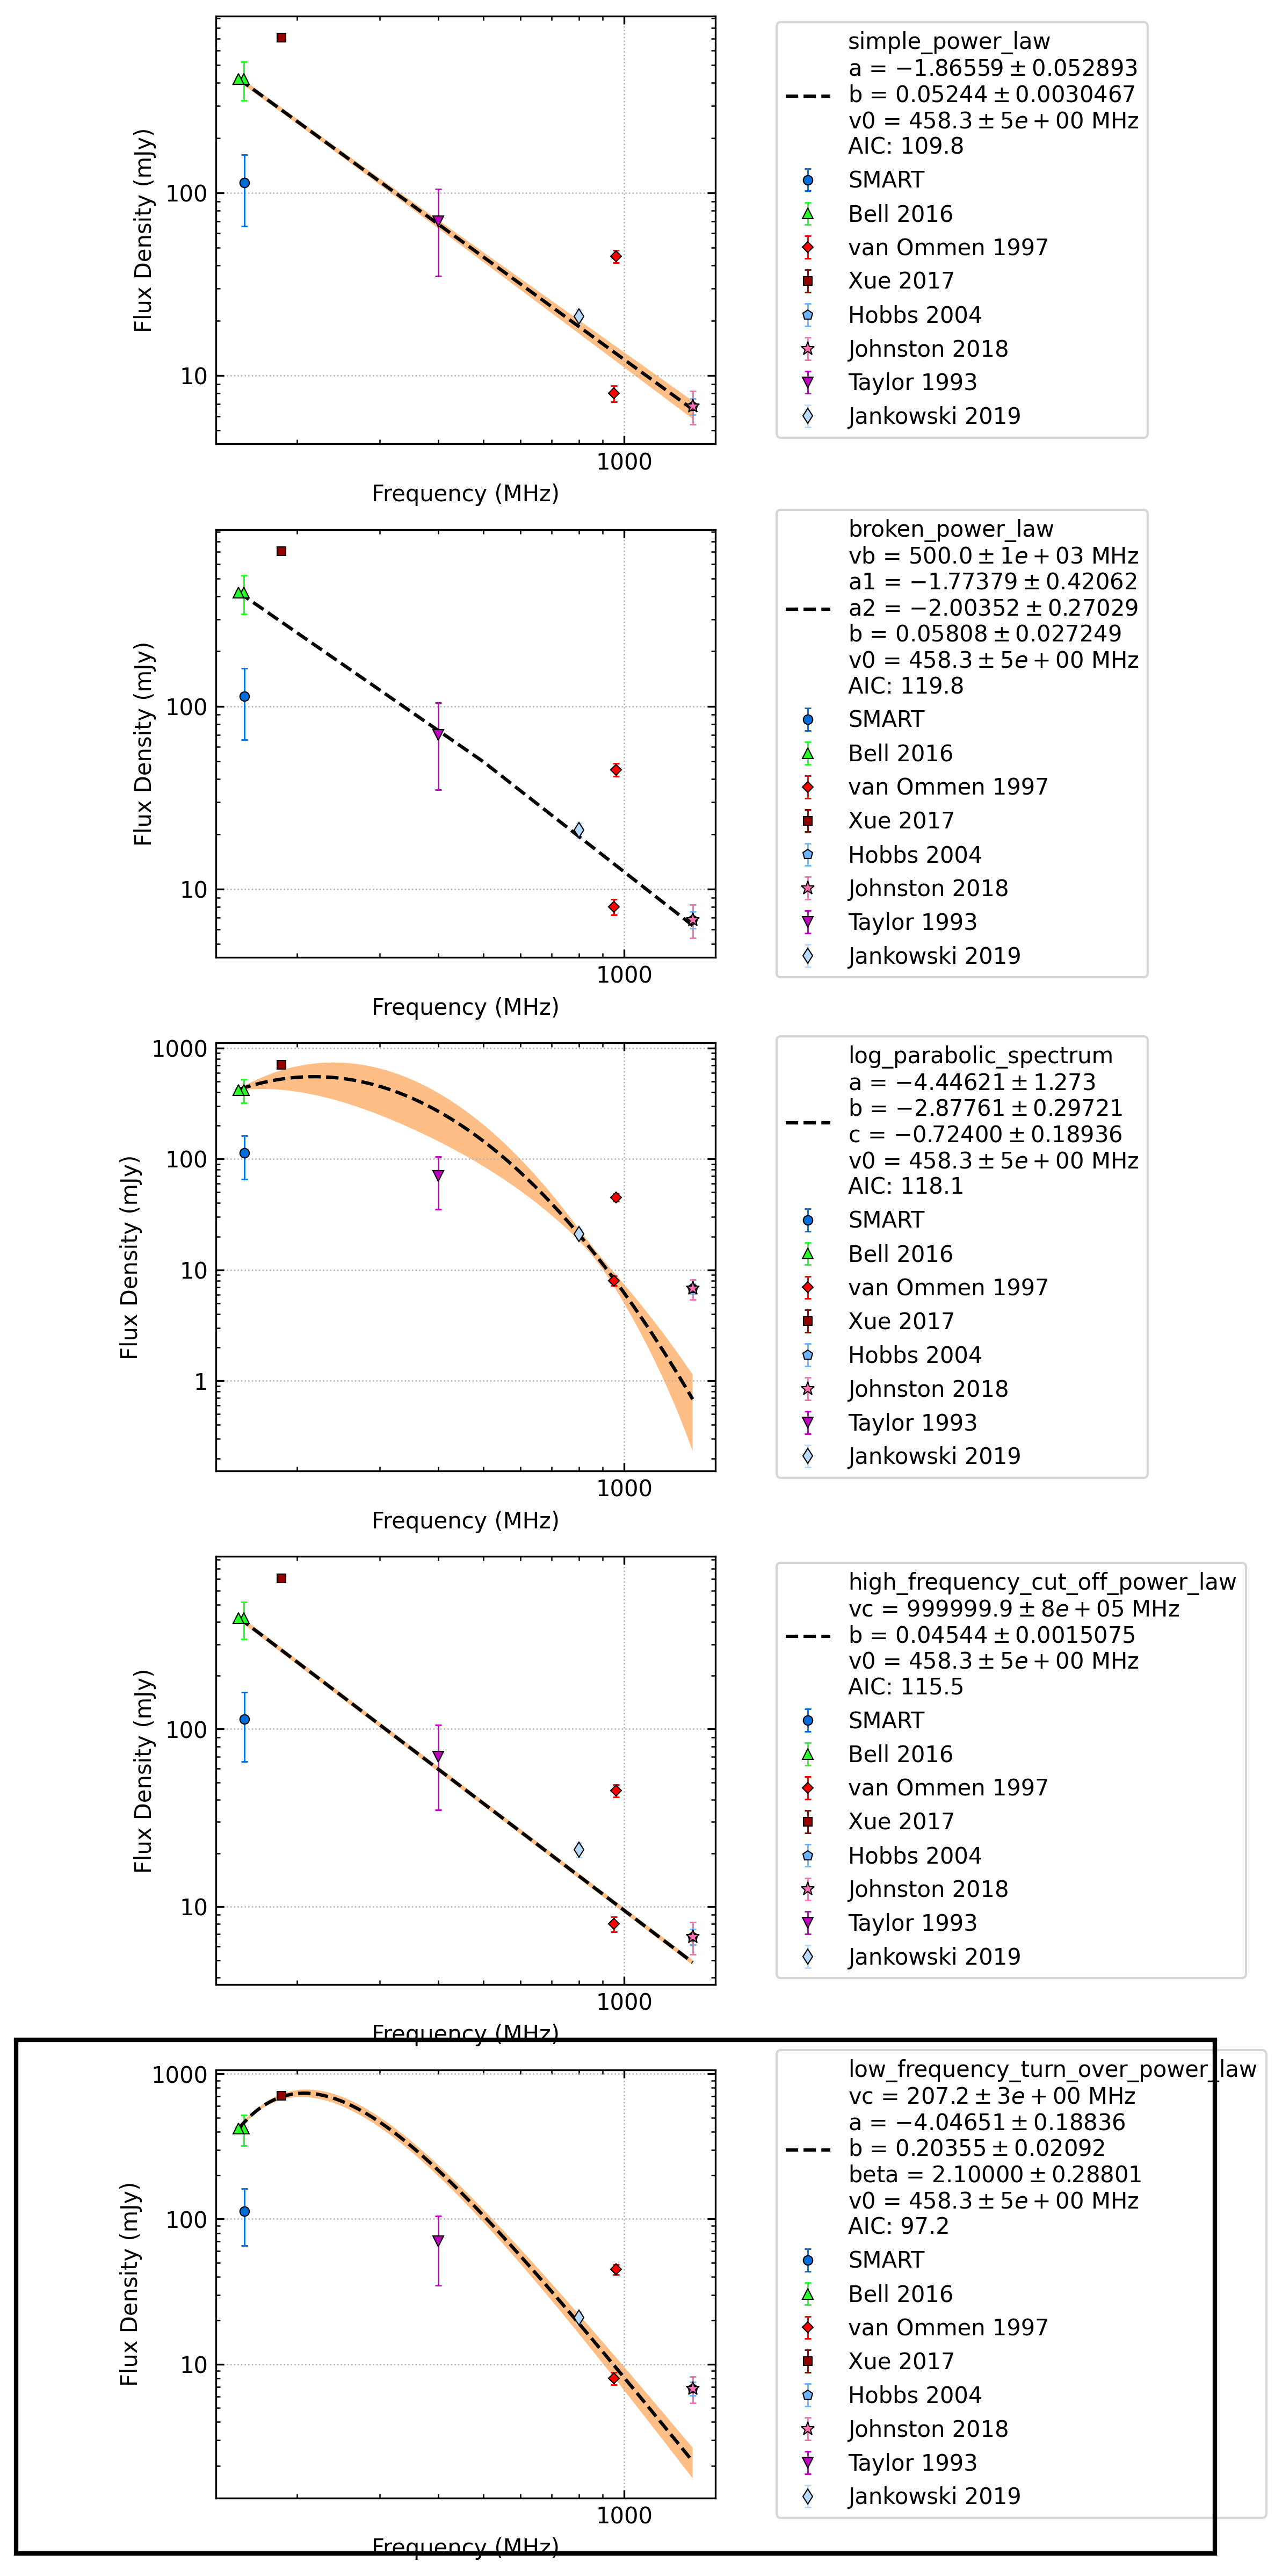 simple_power_law
a = −1.86559 ± 0.052893
b = 0.05244 ± 0.0030467
v0 = 458.3 ± 5e + 00 MHz
AIC: 109.8
SMART
Bell 2016
van Ommen 1997
Xue 2017
Hobbs 2004
Johnston 2018
Taylor 1993
Jankowski 2019
Flux Density (mJy)
100
10
1000
Frequency (MHz)
broken_power_law
vb = 500.0 ± 1e + 03 MHz
a1 = −1.77379 ± 0.42062
a2 = −2.00352 ± 0.27029
b = 0.05808 ± 0.027249
v0 = 458.3 ± 5e + 00 MHz
AIC: 119.8
SMART
Bell 2016
van Ommen 1997
Xue 2017
Hobbs 2004
Johnston 2018
Taylor 1993
Jankowski 2019
Flux Density (mJy)
100
10
1000
Frequency (MHz)
log_parabolic_spectrum
a = −4.44621 ± 1.273
b = −2.87761 ± 0.29721
c = −0.72400 ± 0.18936
v0 = 458.3 ± 5e + 00 MHz
AIC: 118.1
SMART
Bell 2016
van Ommen 1997
Xue 2017
Hobbs 2004
Johnston 2018
Taylor 1993
Jankowski 2019
Flux Density (mJy)
1000
100
10
1
1000
Frequency (MHz)
high_frequency_cut_off_power_law
vc = 999999.9 ± 8e + 05 MHz
b = 0.04544 ± 0.0015075
v0 = 458.3 ± 5e + 00 MHz
AIC: 115.5
SMART
Bell 2016
van Ommen 1997
Xue 2017
Hobbs 2004
Johnston 2018
Taylor 1993
Jankowski 2019
Flux Density (mJy)
100
10
1000
Frequency (MHz)
low_frequency_turn_over_power_law
vc = 207.2 ± 3e + 00 MHz
a = −4.04651 ± 0.18836
b = 0.20355 ± 0.02092
beta = 2.10000 ± 0.28801
v0 = 458.3 ± 5e + 00 MHz
AIC: 97.2
SMART
Bell 2016
van Ommen 1997
Xue 2017
Hobbs 2004
Johnston 2018
Taylor 1993
Jankowski 2019
Flux Density (mJy)
1000
100
10
1000
Frequency (MHz)